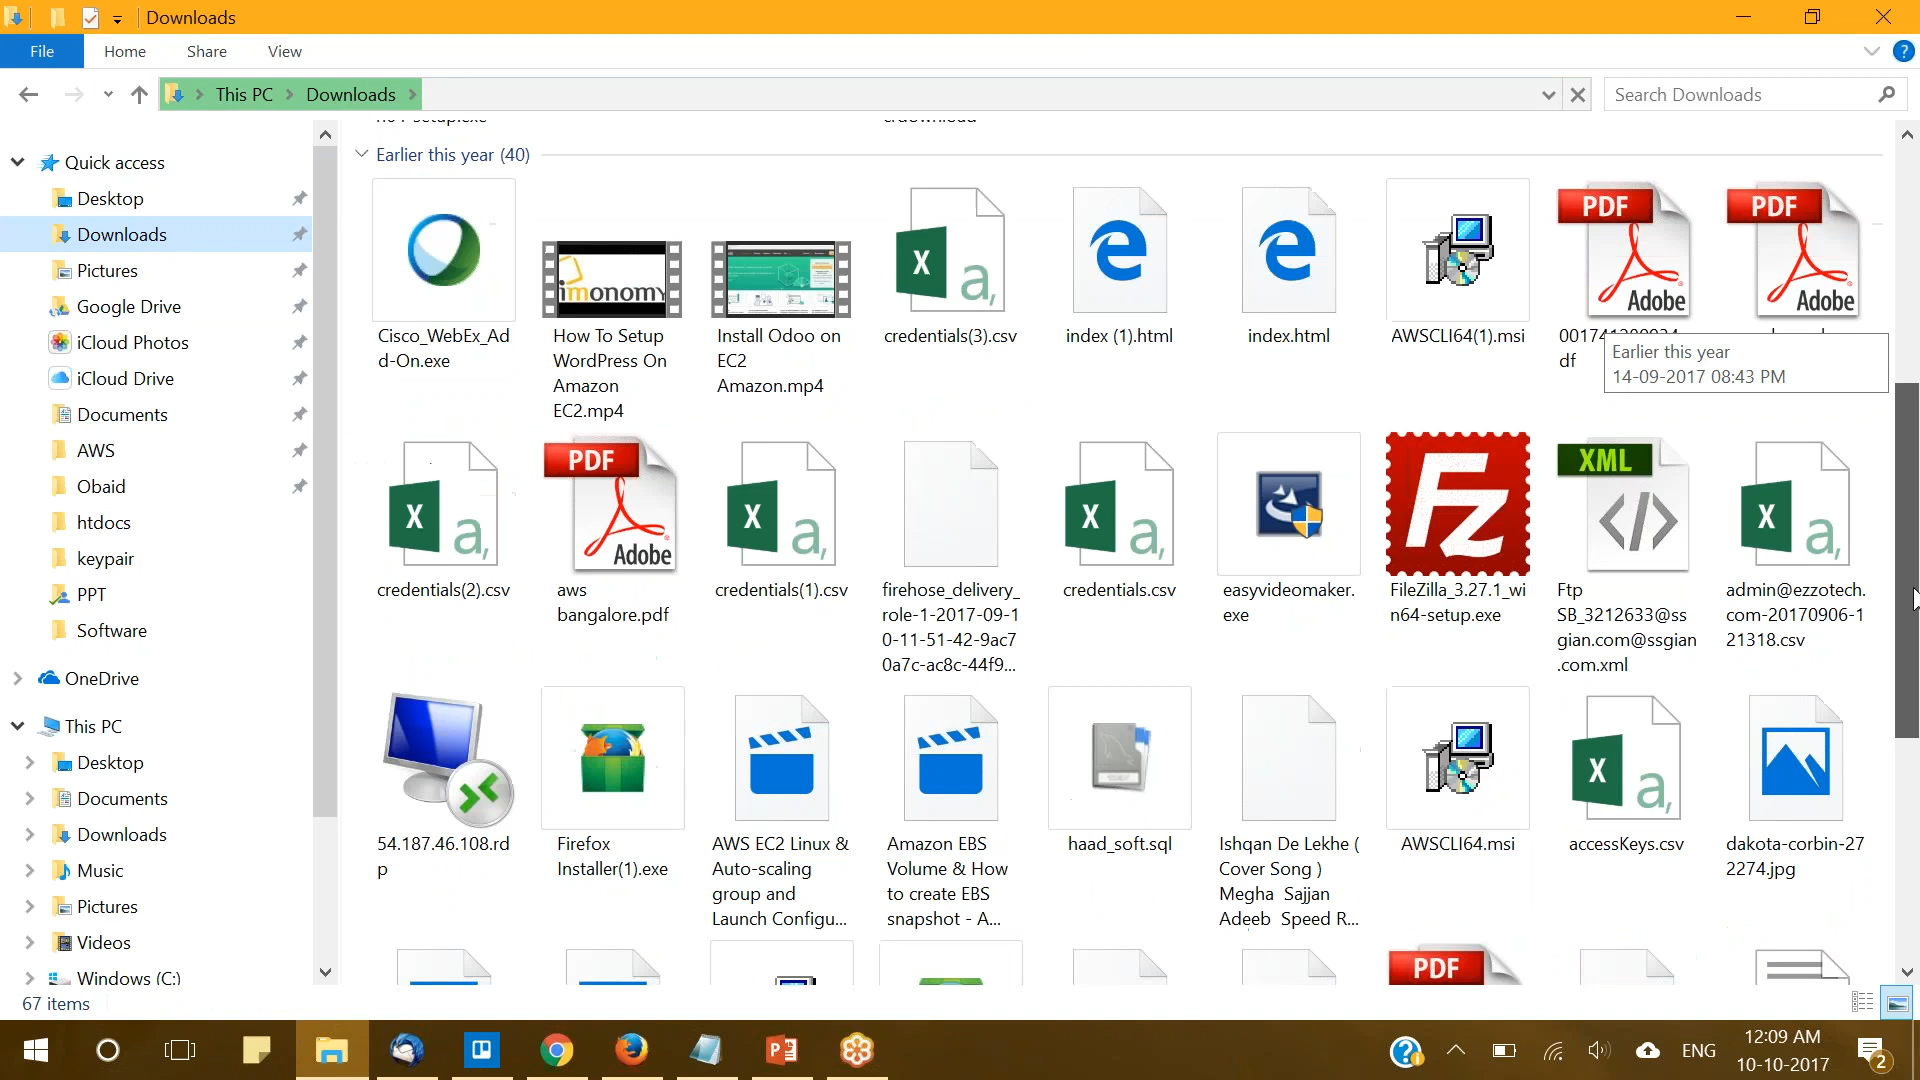 Downloads
File
Home
Share
View
This PC
Downloads
Search Downloads
Quick access
Desktop
Downloads
Pictures
Google Drive
iCloud Photos
iCloud Drive
Documents
AWS
Obaid
htdocs
keypair
PPT
Software
OneDrive
This PC
Desktop
Documents
Downloads
Music
Pictures
Videos
Windows (C:)
Earlier this year (40)
Cisco_WebEx_Ad
d-On.exe
imonomy
How To Setup
WordPress On
Amazon
EC2.mp4
Install Odoo on
EC2
Amazon.mp4
X a,
credentials(3).csv
index (1).html
index.html
AWSCLI64(1).msi
PDF
Adobe
df
PDF
Adobe
Earlier this year
14-09-2017 08:43 PM
X a,
credentials(2).csv
PDF
Adobe
aws
bangalore.pdf
X a,
credentials(1).csv
firehose_delivery_
role-1-2017-09-1
0-11-51-42-9ac7
0a7c-ac8c-44f9...
X a,
credentials.csv
easyvideomaker.
exe
Fz
FileZilla_3.27.1_wi
n64-setup.exe
XML
</>
Ftp
SB_3212633@ss
gian.com@ssgian
.com.xml
X a,
admin@ezzotech.
com-20170906-1
21318.csv
54.187.46.108.rd
p
Firefox
Installer(1).exe
AWS EC2 Linux &
Auto-scaling
group and
Launch Configu...
Amazon EBS
Volume & How
to create EBS
snapshot - A...
haad_soft.sql
Ishqan De Lekhe (
Cover Song )
Megha Sajjan
Adeeb Speed R...
AWSCLI64.msi
X a,
accessKeys.csv
dakota-corbin-27
2274.jpg
PDF
67 items
ENG
12:09 AM
10-10-2017
2